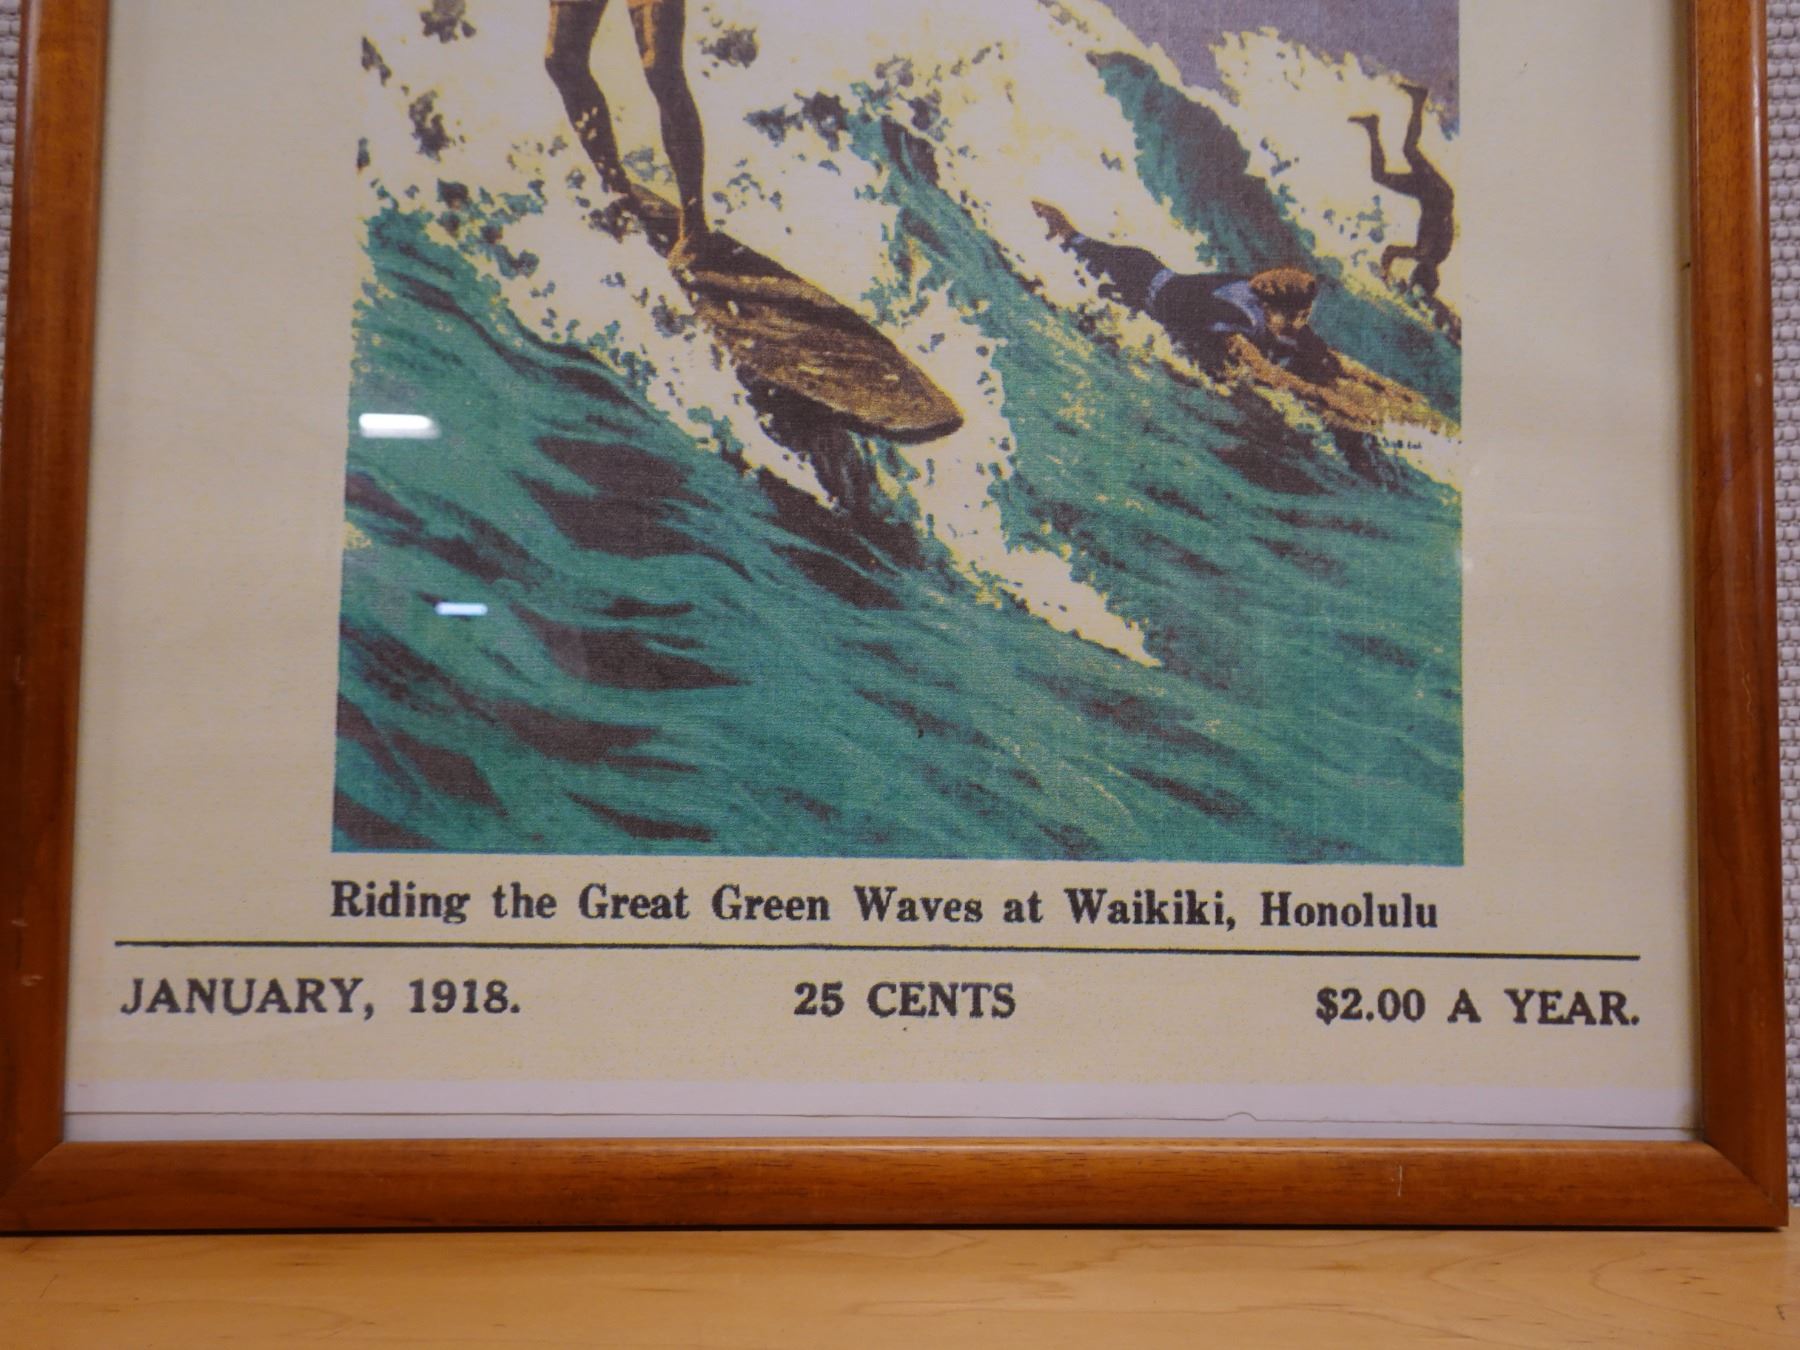 Riding the Great Green Waves at Waikiki, Honolulu
JANUARY, 1918. 25 CENTS $2.00 A YEAR.